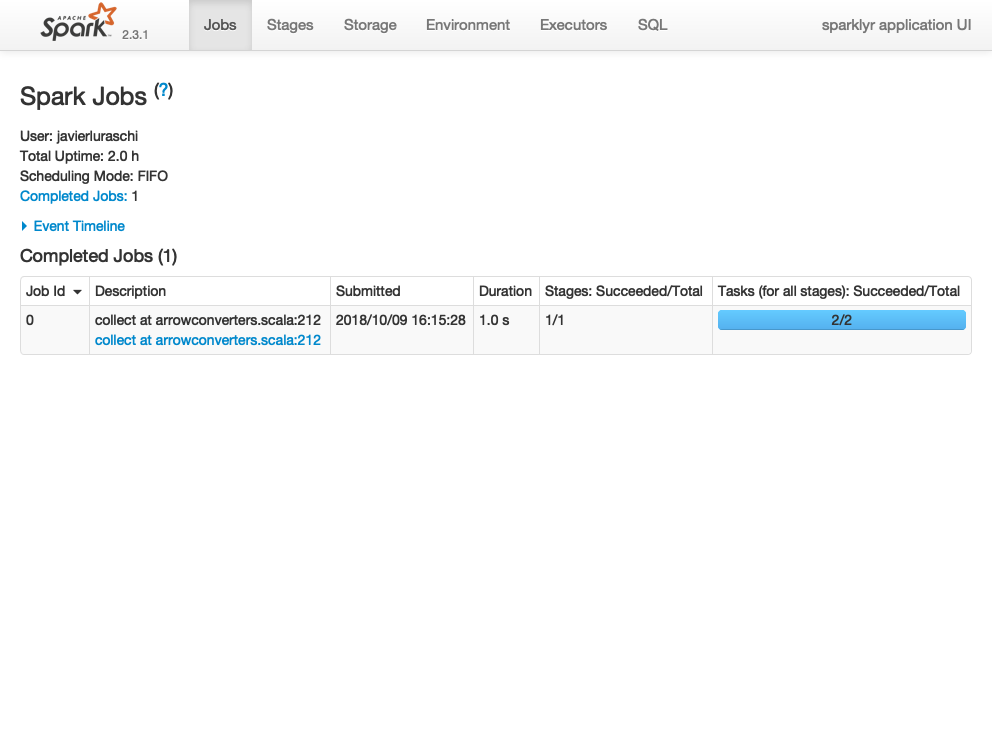 APACHE
Spark 2.3.1 Jobs Stages Storage Environment Executors SQL sparklyr application UI
Spark Jobs (?)
User: javierluraschi
Total Uptime: 2.0 h
Scheduling Mode: FIFO
Completed Jobs: 1
Event Timeline
Completed Jobs (1)
Job Id Description Submitted Duration Stages: Succeeded/Total Tasks (for all stages): Succeeded/Total
0 collect at arrowconverters.scala:212 2018/10/09 16:15:28 1.0 s 1/1 2/2
collect at arrowconverters.scala:212